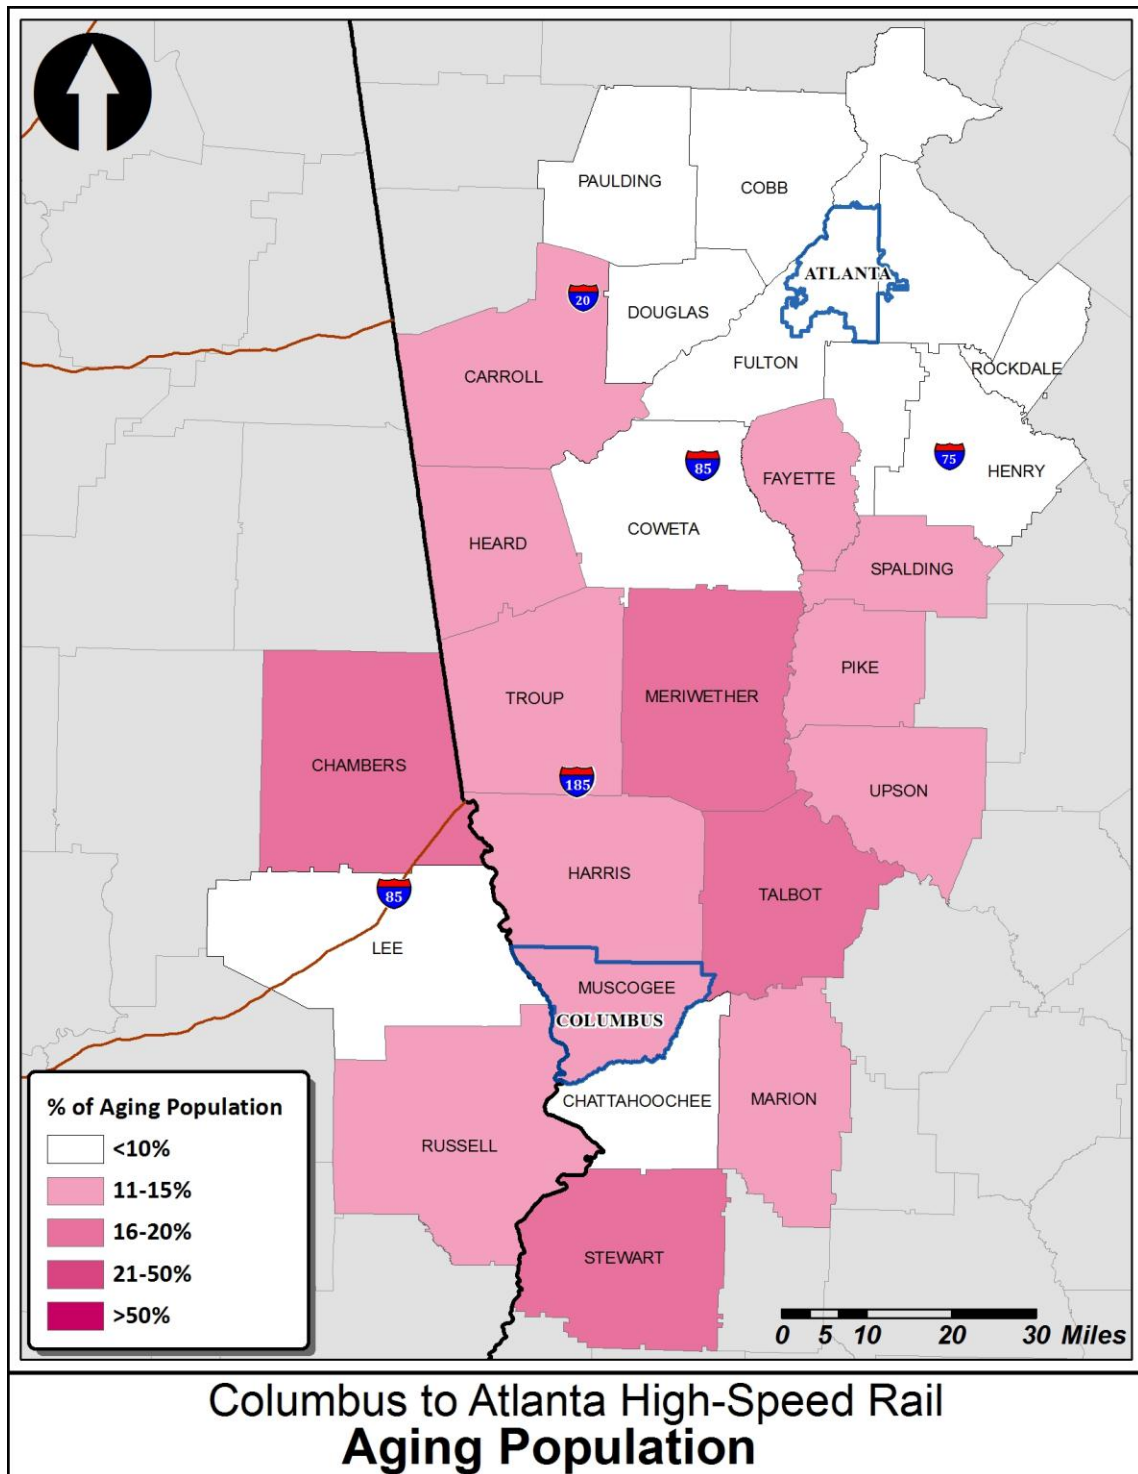 PAULDING
COBB
ATLANTA
20
DOUGLAS
FULTON
ROCKDALE
CARROLL
85
75
HENRY
FAYETTE
COWETA
HEARD
SPALDING
PIKE
TROUP
MERIWETHER
CHAMBERS
185
UPSON
HARRIS
TALBOT
85
LEE
MUSCOGEE
COLUMBUS
CHATTAHOOCHEE
MARION
RUSSELL
STEWART
% of Aging Population
<10%
11-15%
16-20%
21-50%
>50%
0 5 10 20 30 Miles
Columbus to Atlanta High-Speed Rail
Aging Population